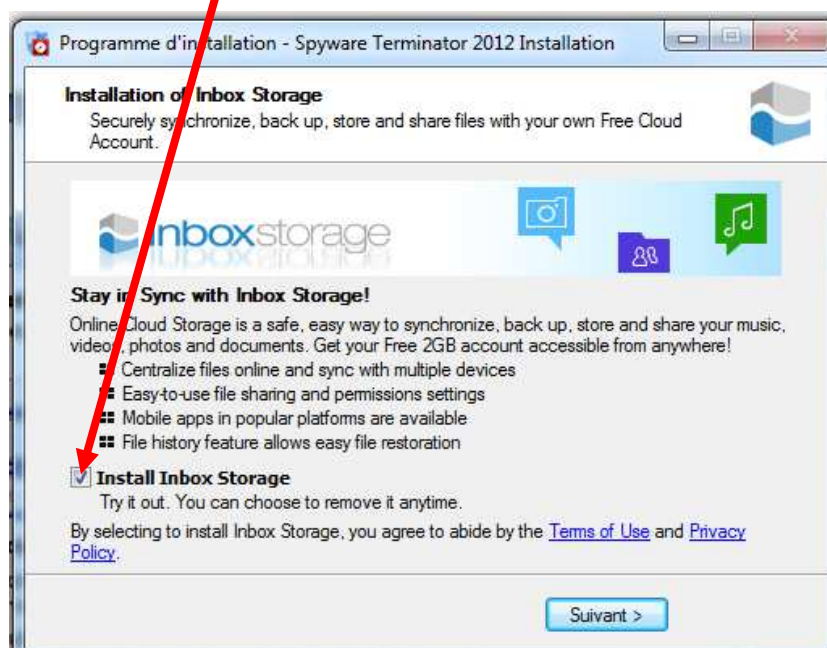 Programme d'installation - Spyware Terminator 2012 Installation
Installation of Inbox Storage
Securely synchronize, back up, store and share files with your own Free Cloud
Account.
inboxstorage
Stay in Sync with Inbox Storage!
Online Cloud Storage is a safe, easy way to synchronize, back up, store and share your music,
videos, photos and documents. Get your Free 2GB account accessible from anywhere!
Centralize files online and sync with multiple devices
Easy-to-use file sharing and permissions settings
Mobile apps in popular platforms are available
File history feature allows easy file restoration
Install Inbox Storage
Try it out. You can choose to remove it anytime.
By selecting to install Inbox Storage, you agree to abide by the Terms of Use and Privacy
Policy.
Suivant >